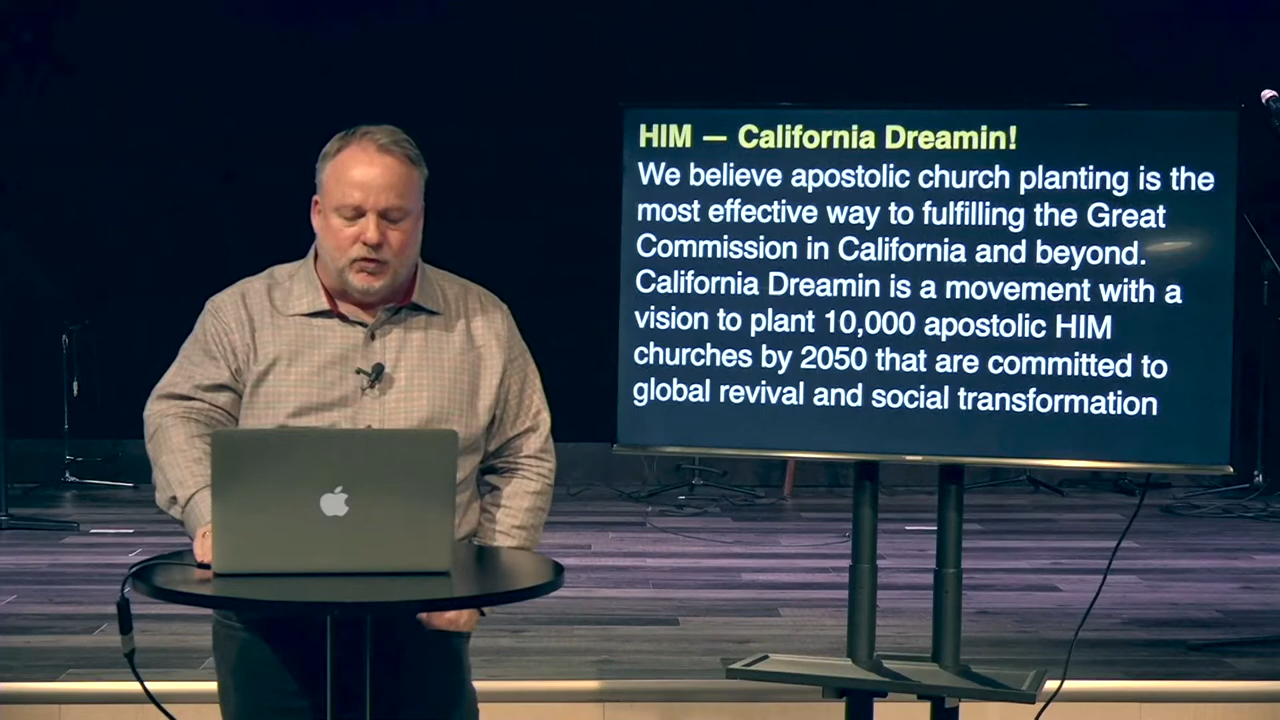 HIM — California Dreamin!
We believe apostolic church planting is the
most effective way to fulfilling the Great
Commission in California and beyond.
California Dreamin is a movement with a
vision to plant 10,000 apostolic HIM
churches by 2050 that are committed to
global revival and social transformation